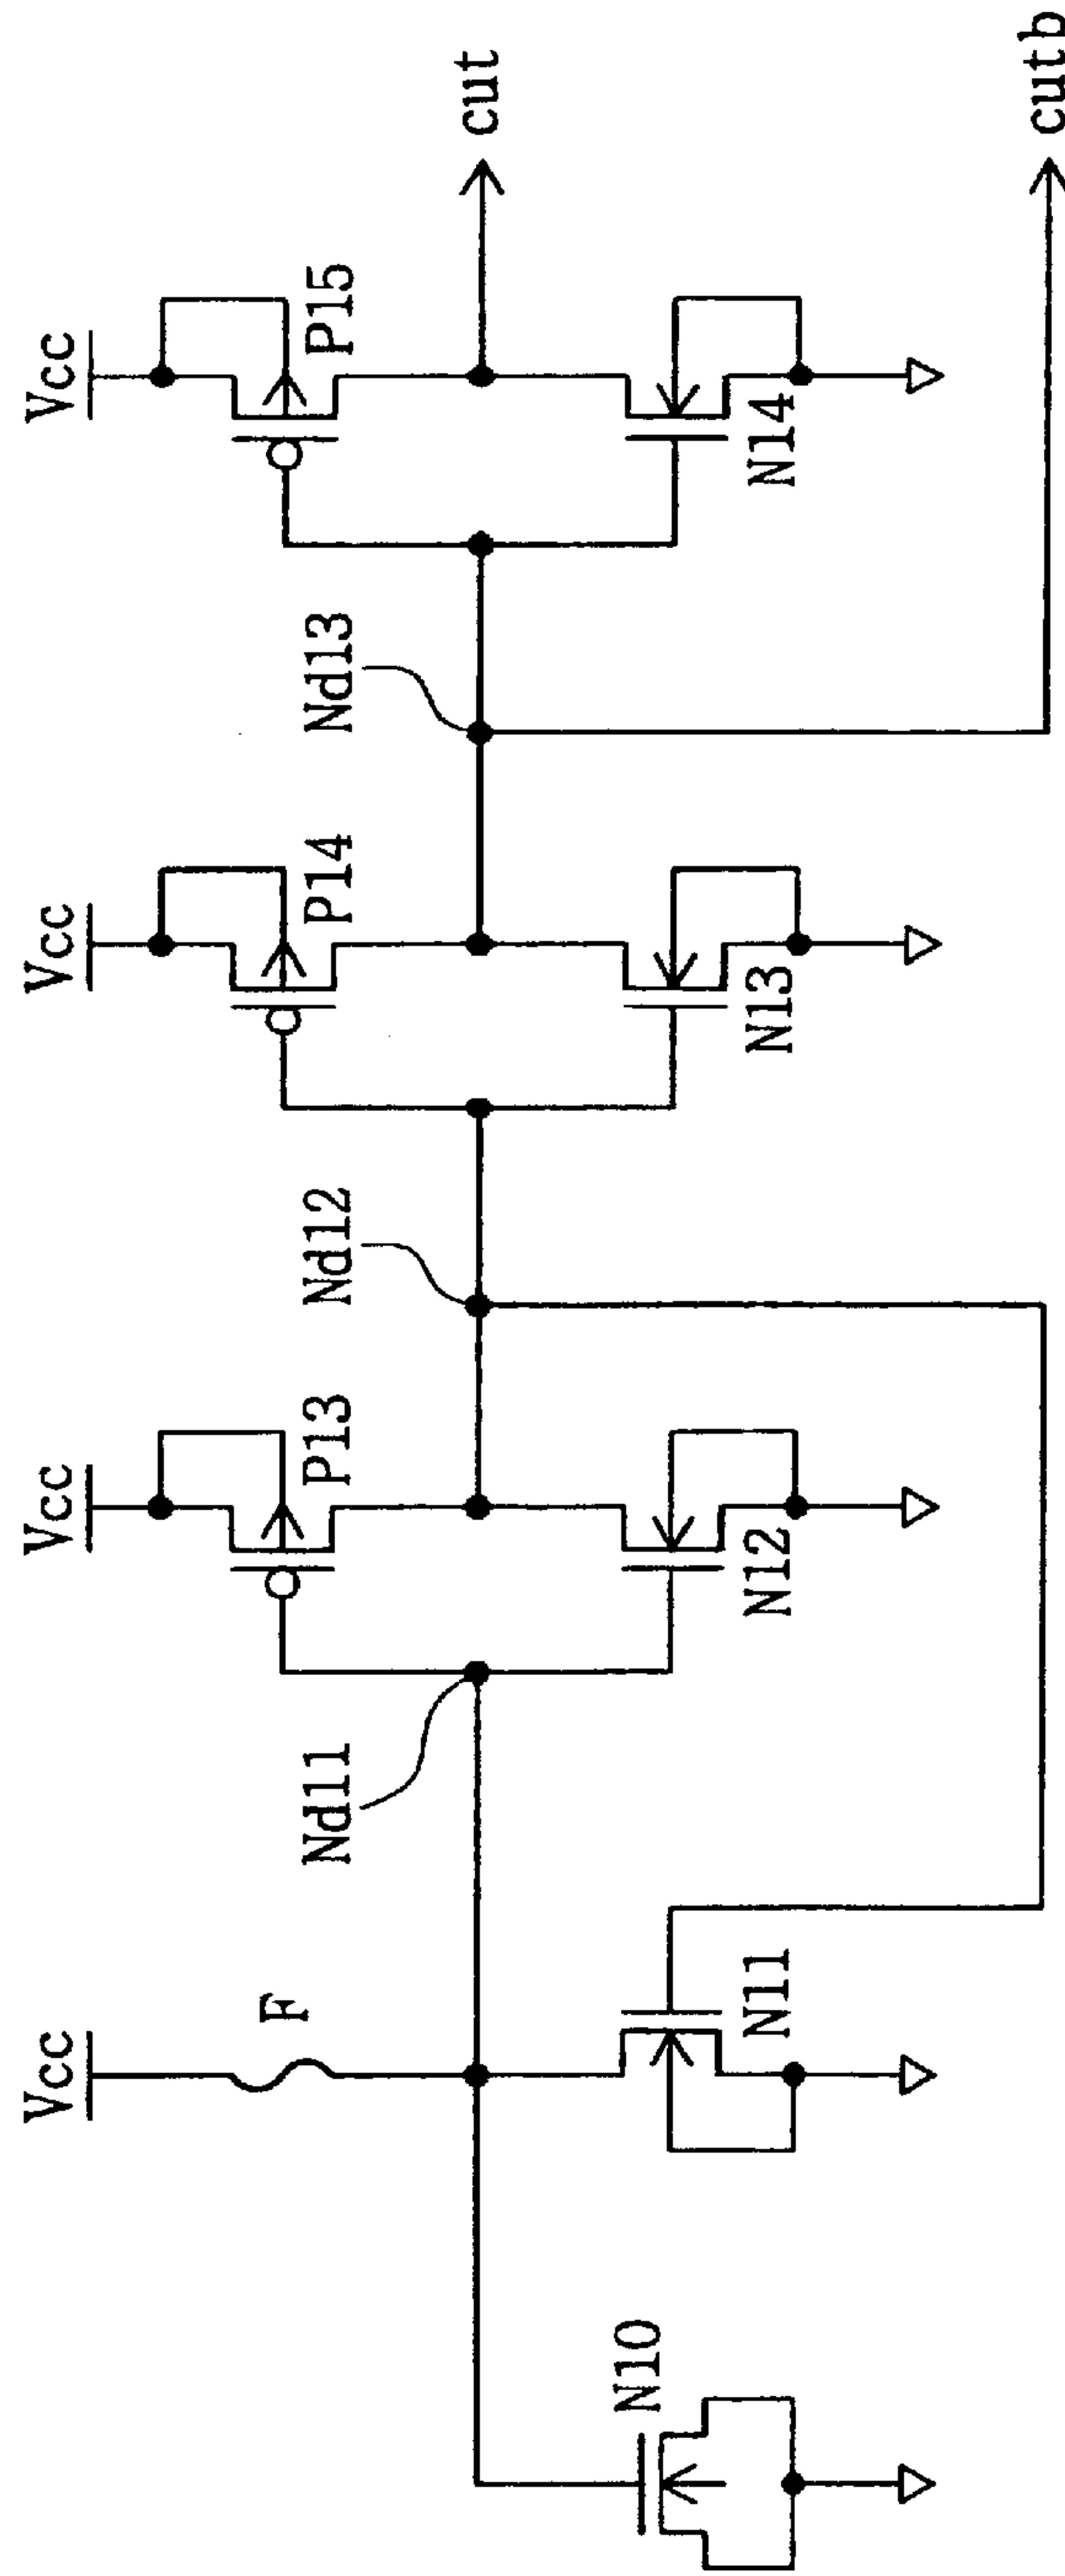 Vcc
Vcc
Vcc
Vcc
F
P13
P14
P15
Nd11
Nd12
Nd13
cut
N10
N11
N12
N13
N14
cutb